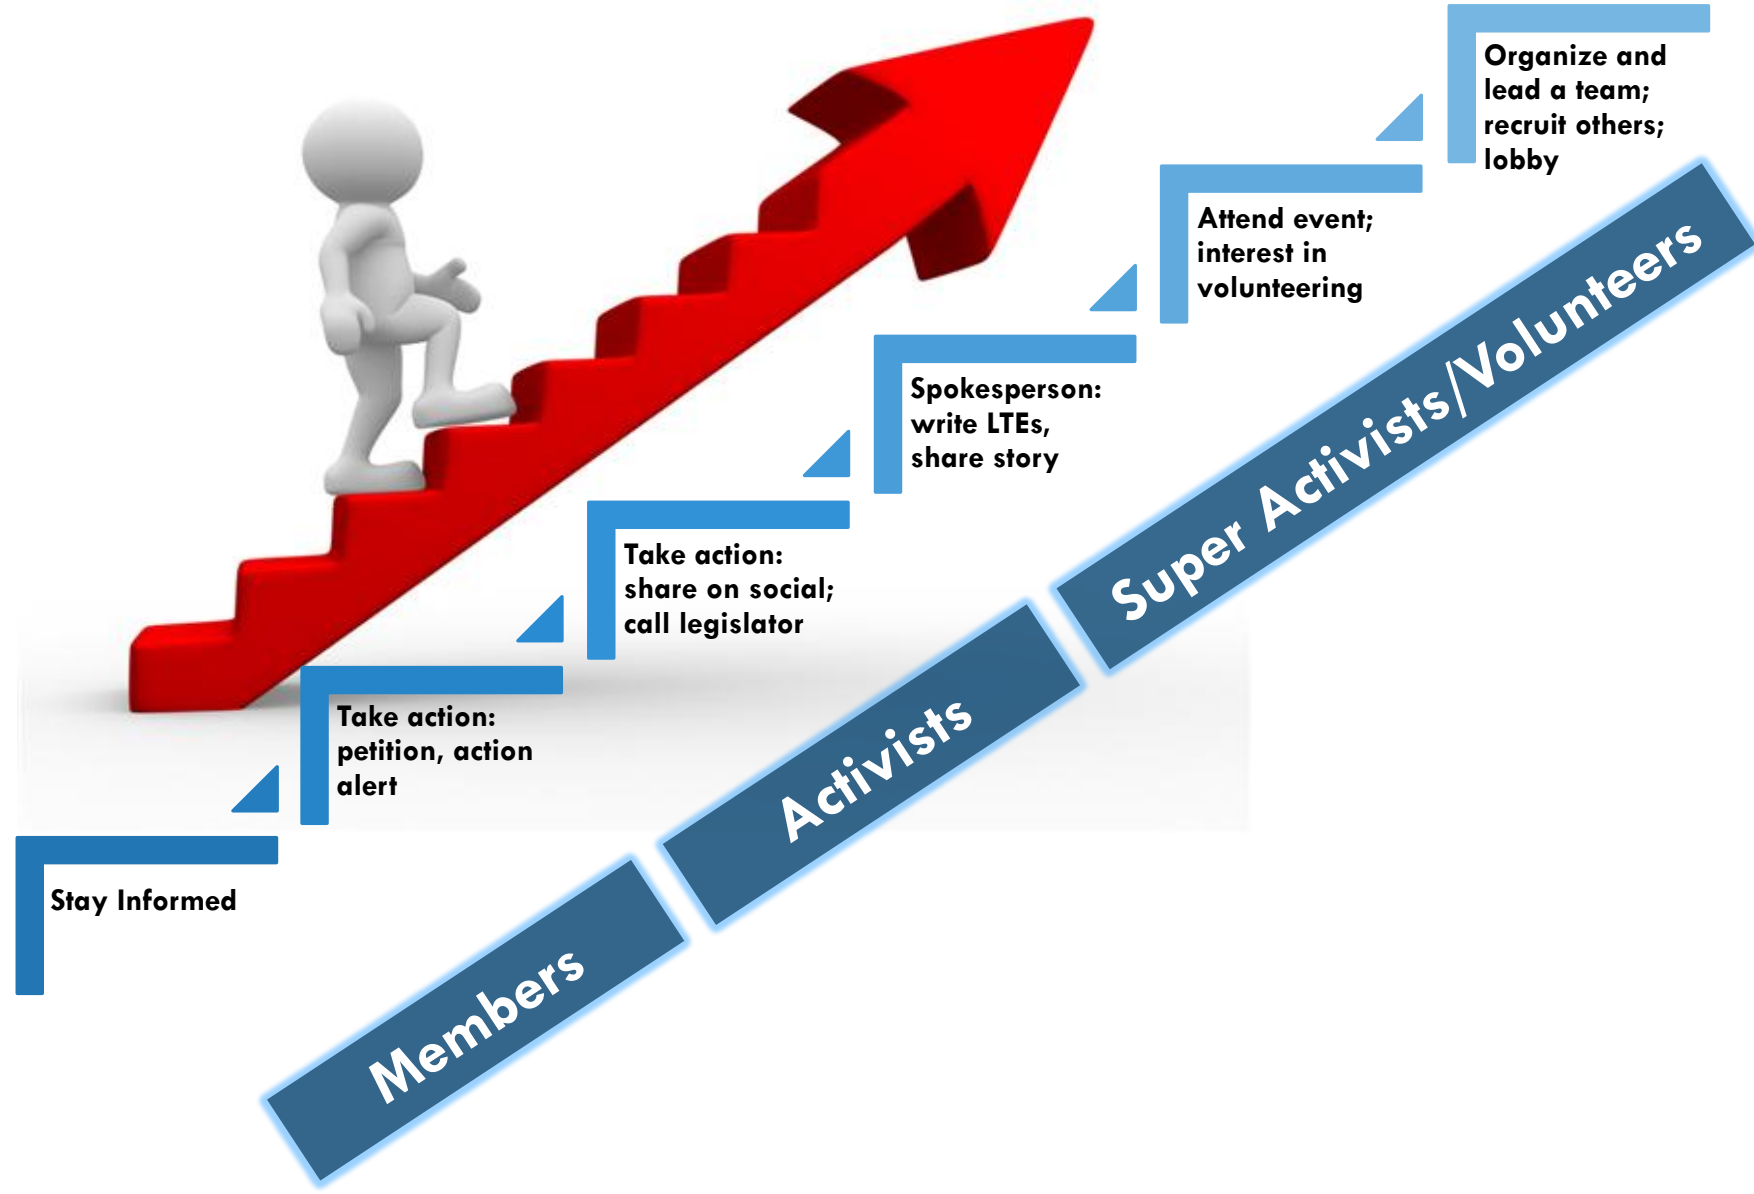 Stay Informed
Take action:
petition, action
alert
Take action:
share on social;
call legislator
Spokesperson:
write LTEs,
share story
Attend event;
interest in
volunteering
Organize and
lead a team;
recruit others;
lobby
Members
Activists
Super Activists/Volunteers